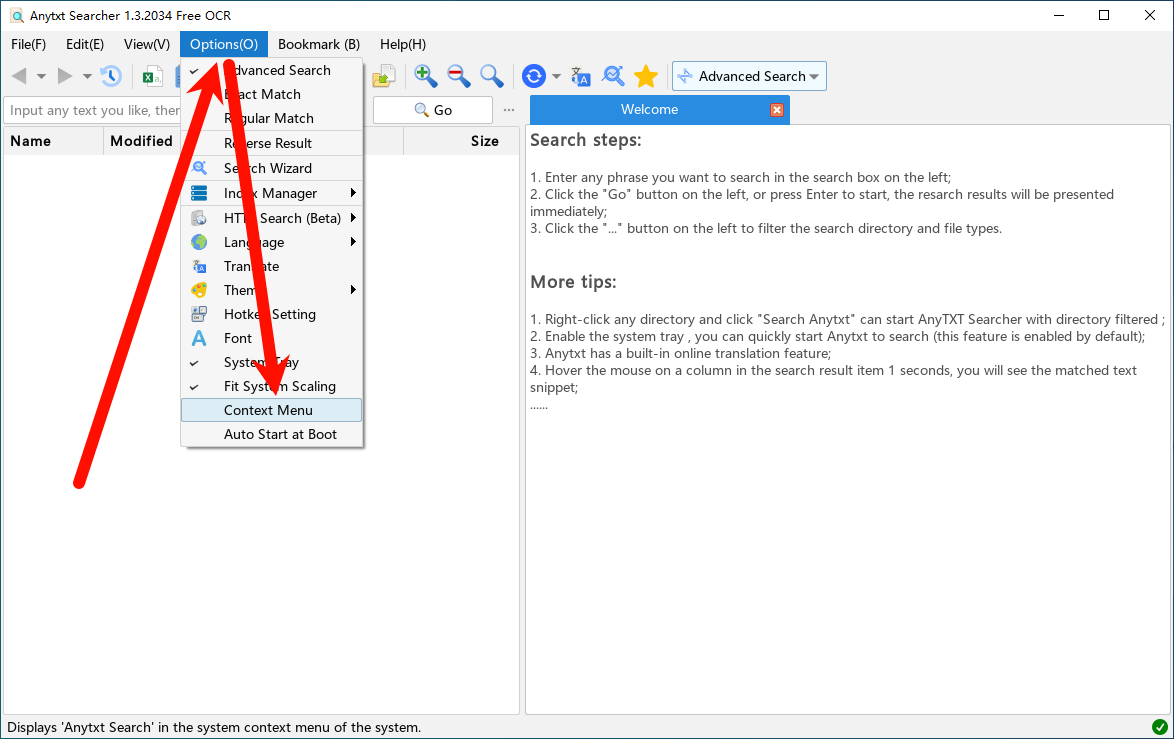 Anytxt Searcher 1.3.2034 Free OCR
File(F) Edit(E) View(V) Options(O) Bookmark (B) Help(H)
Advanced Search
Input any text you like, then
Go
...
Name Modified Size
Advanced Search
Exact Match
Regular Match
Reverse Result
Search Wizard
Index Manager
HTTP Search (Beta)
Language
Translate
Theme
Hotkey Setting
Font
System Tray
Fit System Scaling
Context Menu
Auto Start at Boot
Welcome
Search steps:
1. Enter any phrase you want to search in the search box on the left;
2. Click the "Go" button on the left, or press Enter to start, the resarch results will be presented
immediately;
3. Click the "..." button on the left to filter the search directory and file types.
More tips:
1. Right-click any directory and click "Search Anytxt" can start AnyTXT Searcher with directory filtered ;
2. Enable the system tray , you can quickly start Anytxt to search (this feature is enabled by default);
3. Anytxt has a built-in online translation feature;
4. Hover the mouse on a column in the search result item 1 seconds, you will see the matched text
snippet;
......
Displays 'Anytxt Search' in the system context menu of the system.